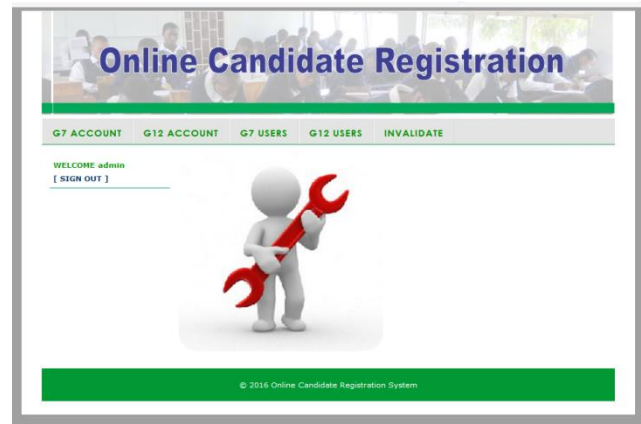 Online Candidate Registration
G7 ACCOUNT G12 ACCOUNT G7 USERS G12 USERS INVALIDATE
WELCOME admin
[ SIGN OUT ]
© 2016 Online Candidate Registration System